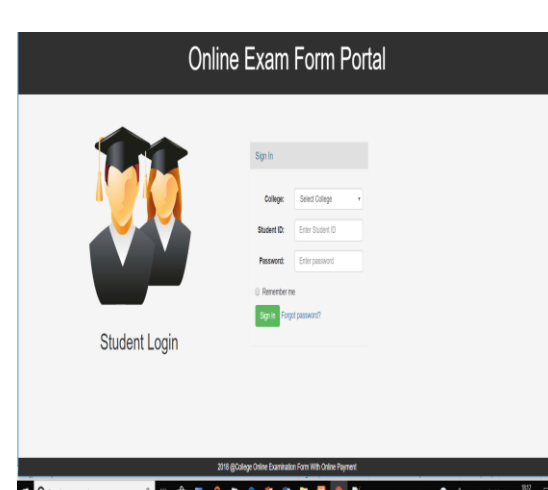 Online Exam Form Portal
Sign In
College: Select College
Student ID: Enter Student ID
Password: Enter password
Remember me
Sign In Forgot password?
Student Login
2018 @College Online Examination Form With Online Payment